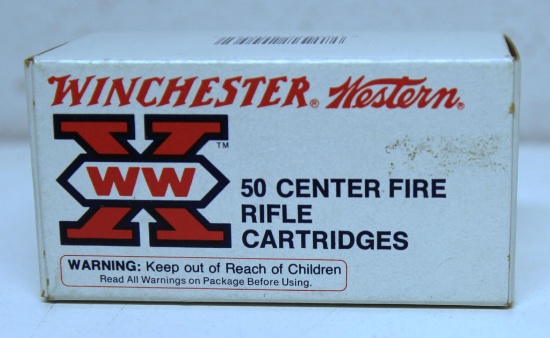 WINCHESTER® Western®
WW™
50 CENTER FIRE
RIFLE
CARTRIDGES
WARNING: Keep out of Reach of Children
Read All Warnings on Package Before Using.